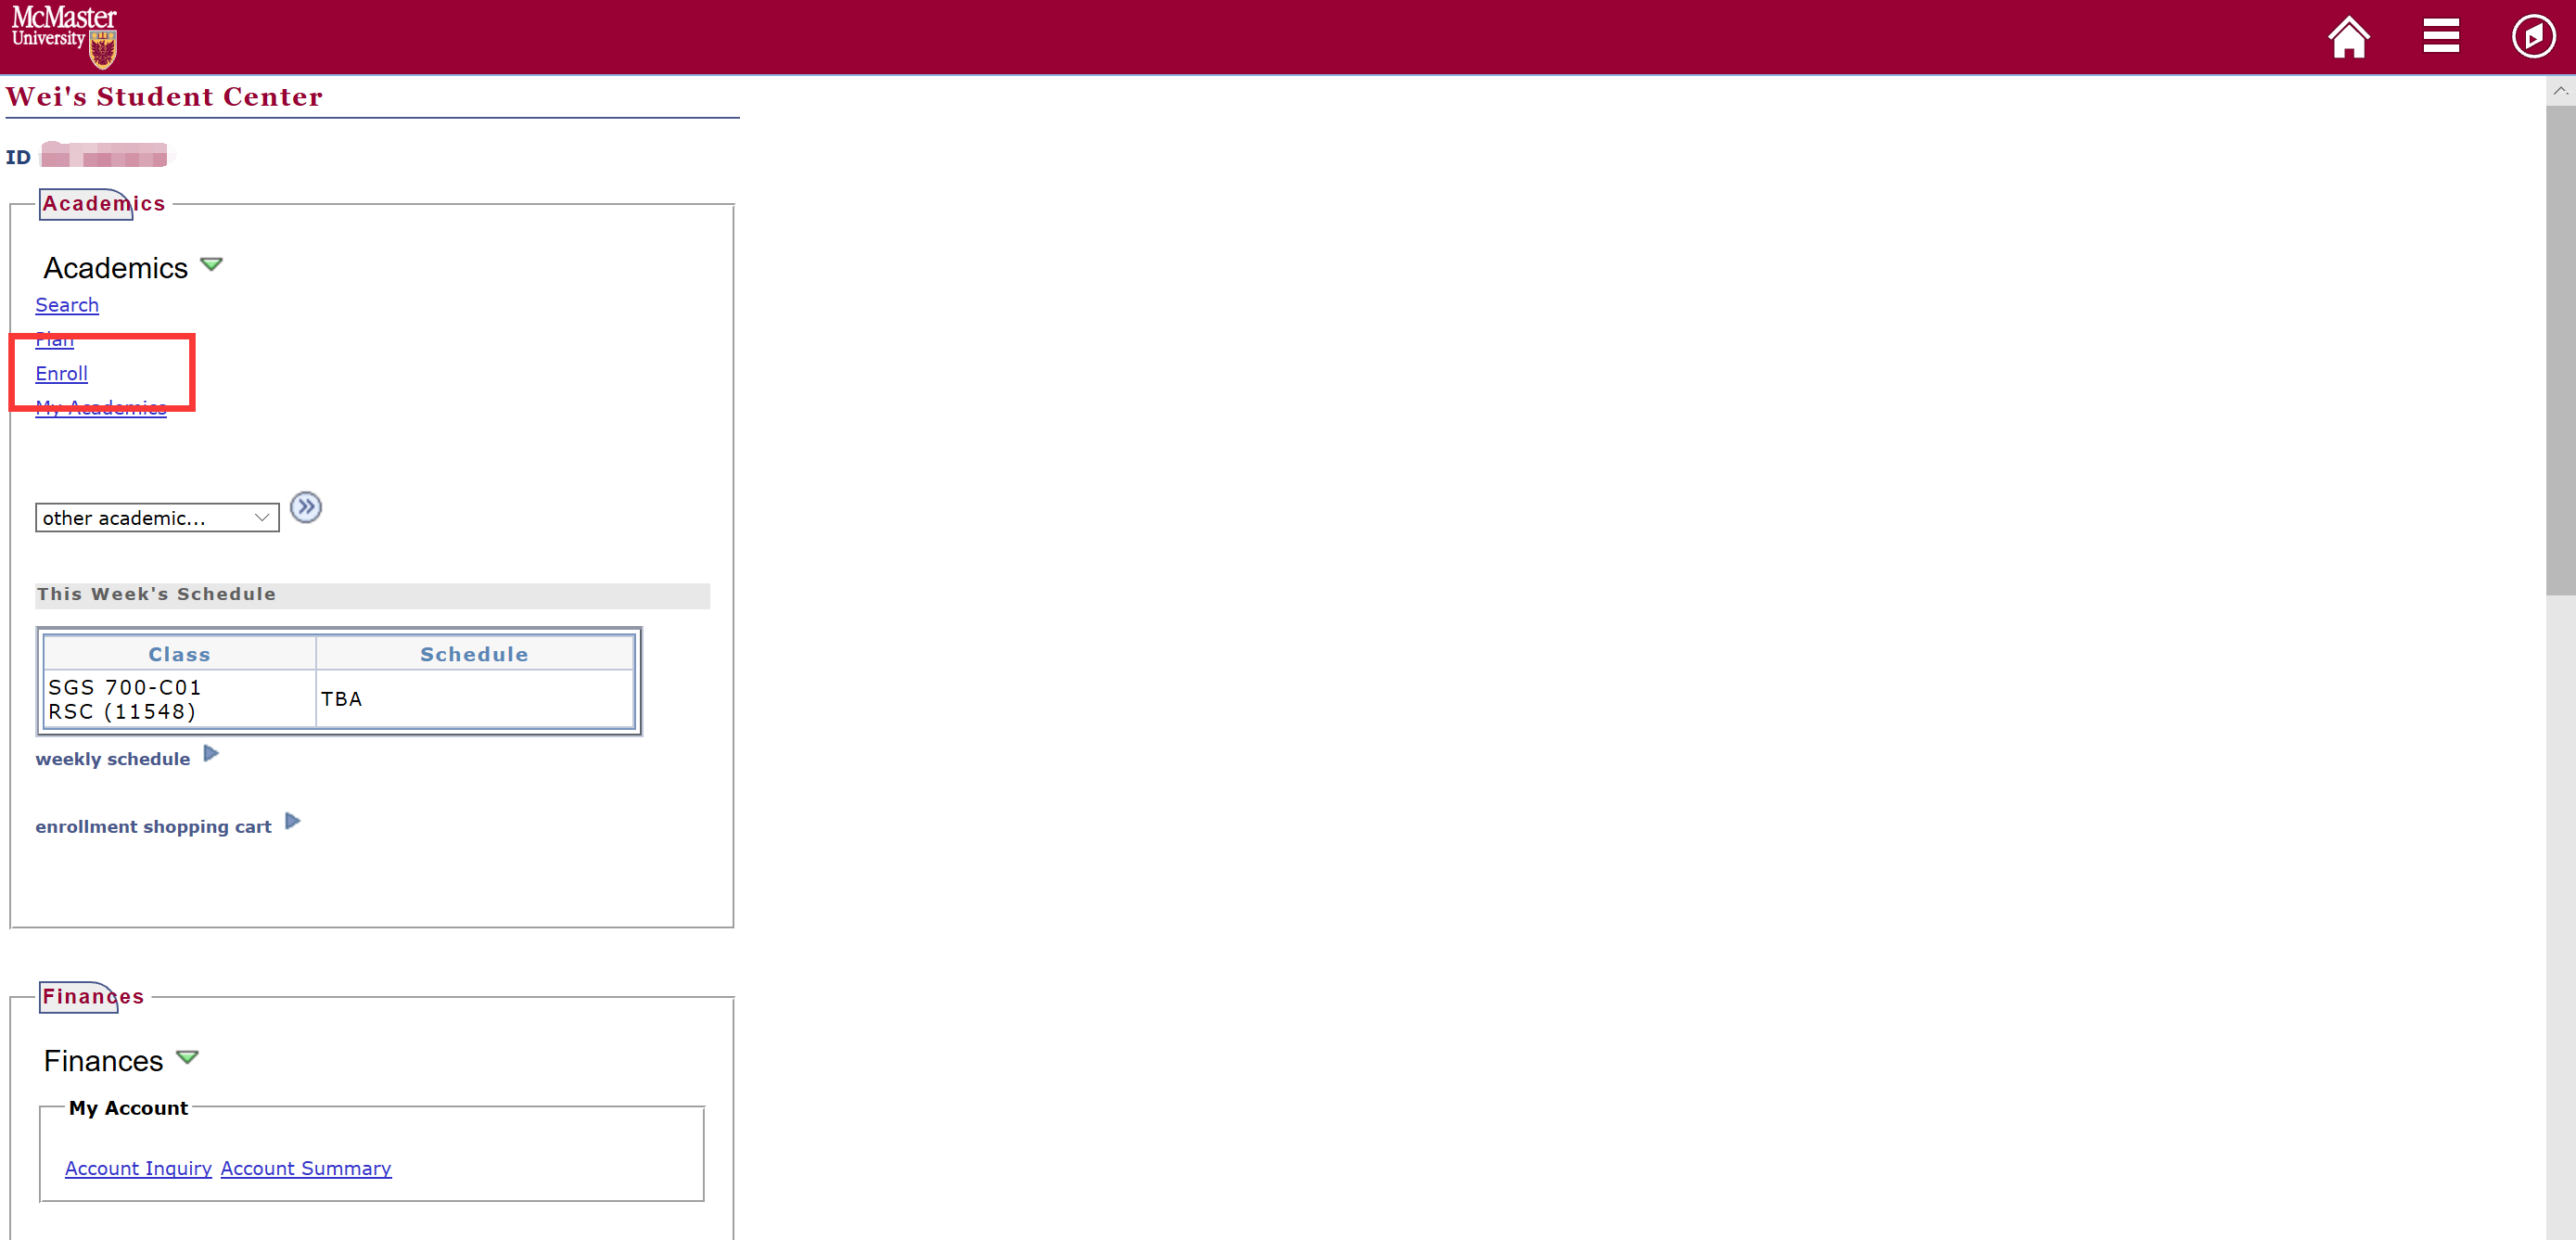 McMaster
University
Wei's Student Center
ID
Academics
Academics
Search
Plan
Enroll
My Academics
other academic...
This Week's Schedule
Class Schedule
SGS 700-C01
RSC (11548)
TBA
weekly schedule
enrollment shopping cart
Finances
Finances
My Account
Account Inquiry Account Summary